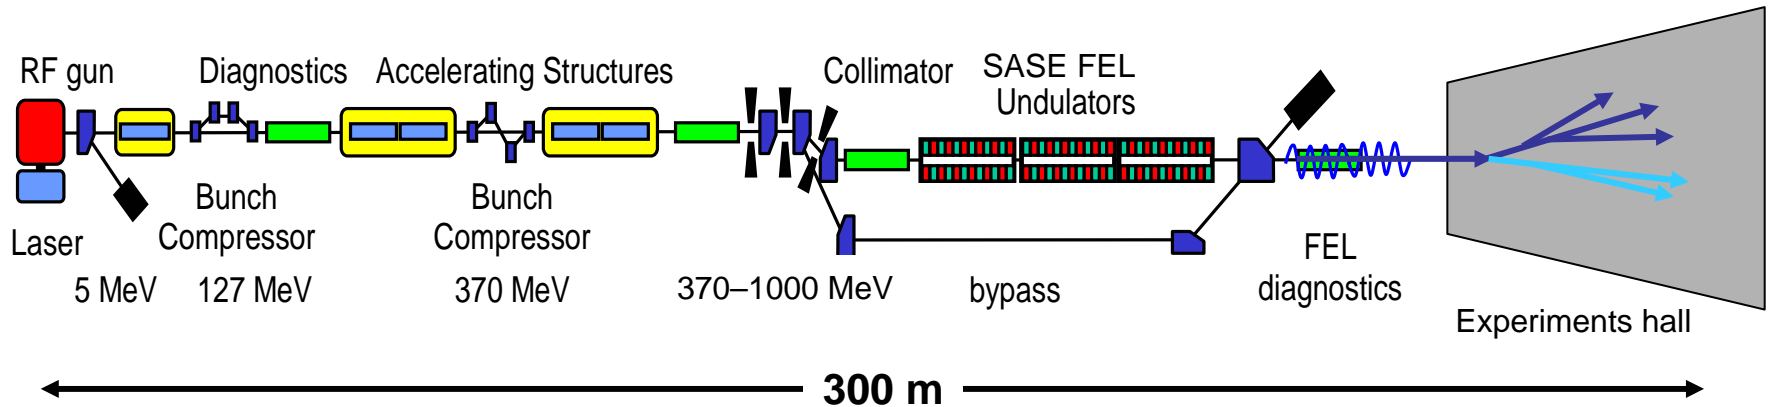 RF gun
Diagnostics
Accelerating Structures
Collimator
SASE FEL
Undulators
Laser
Bunch
Compressor
Bunch
Compressor
FEL
diagnostics
5 MeV
127 MeV
370 MeV
370–1000 MeV
bypass
Experiments hall
300 m